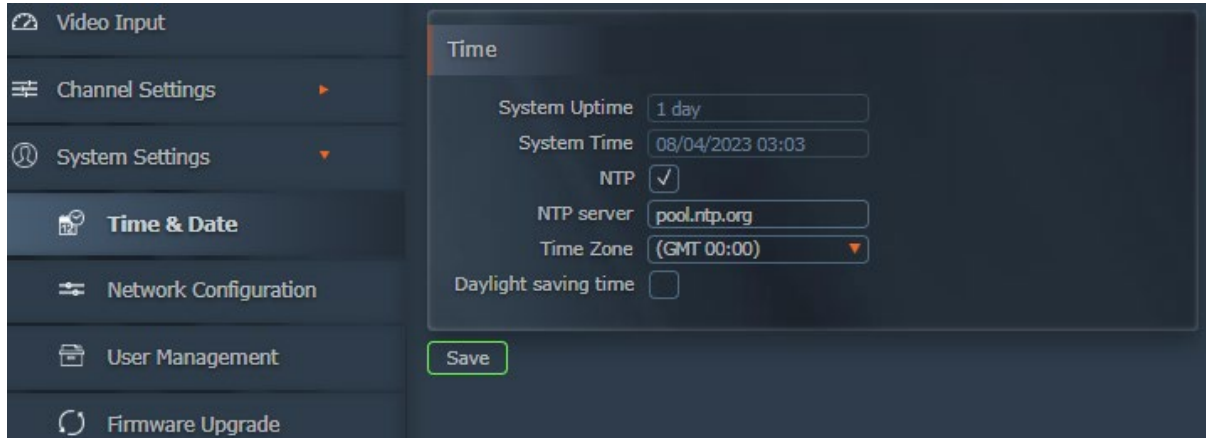 Video Input
Channel Settings
System Settings
Time & Date
Network Configuration
User Management
Firmware Upgrade
Time
System Uptime 1 day
System Time 08/04/2023 03:03
NTP
NTP server pool.ntp.org
Time Zone (GMT 00:00)
Daylight saving time
Save